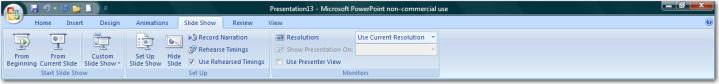 Presentation13 - Microsoft PowerPoint non-commercial use
Home Insert Design Animations Slide Show Review View
From Beginning
From Current Slide
Custom Slide Show
Start Slide Show
Set Up Slide Show
Hide Slide
Record Narration
Rehearse Timings
Use Rehearsed Timings
Set Up
Resolution: Use Current Resolution
Show Presentation On:
Use Presenter View
Monitors